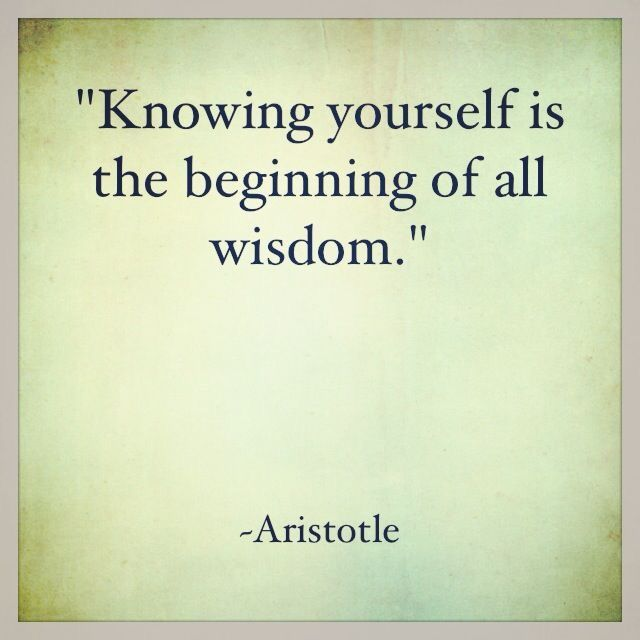 "Knowing yourself is
the beginning of all
wisdom."
~Aristotle